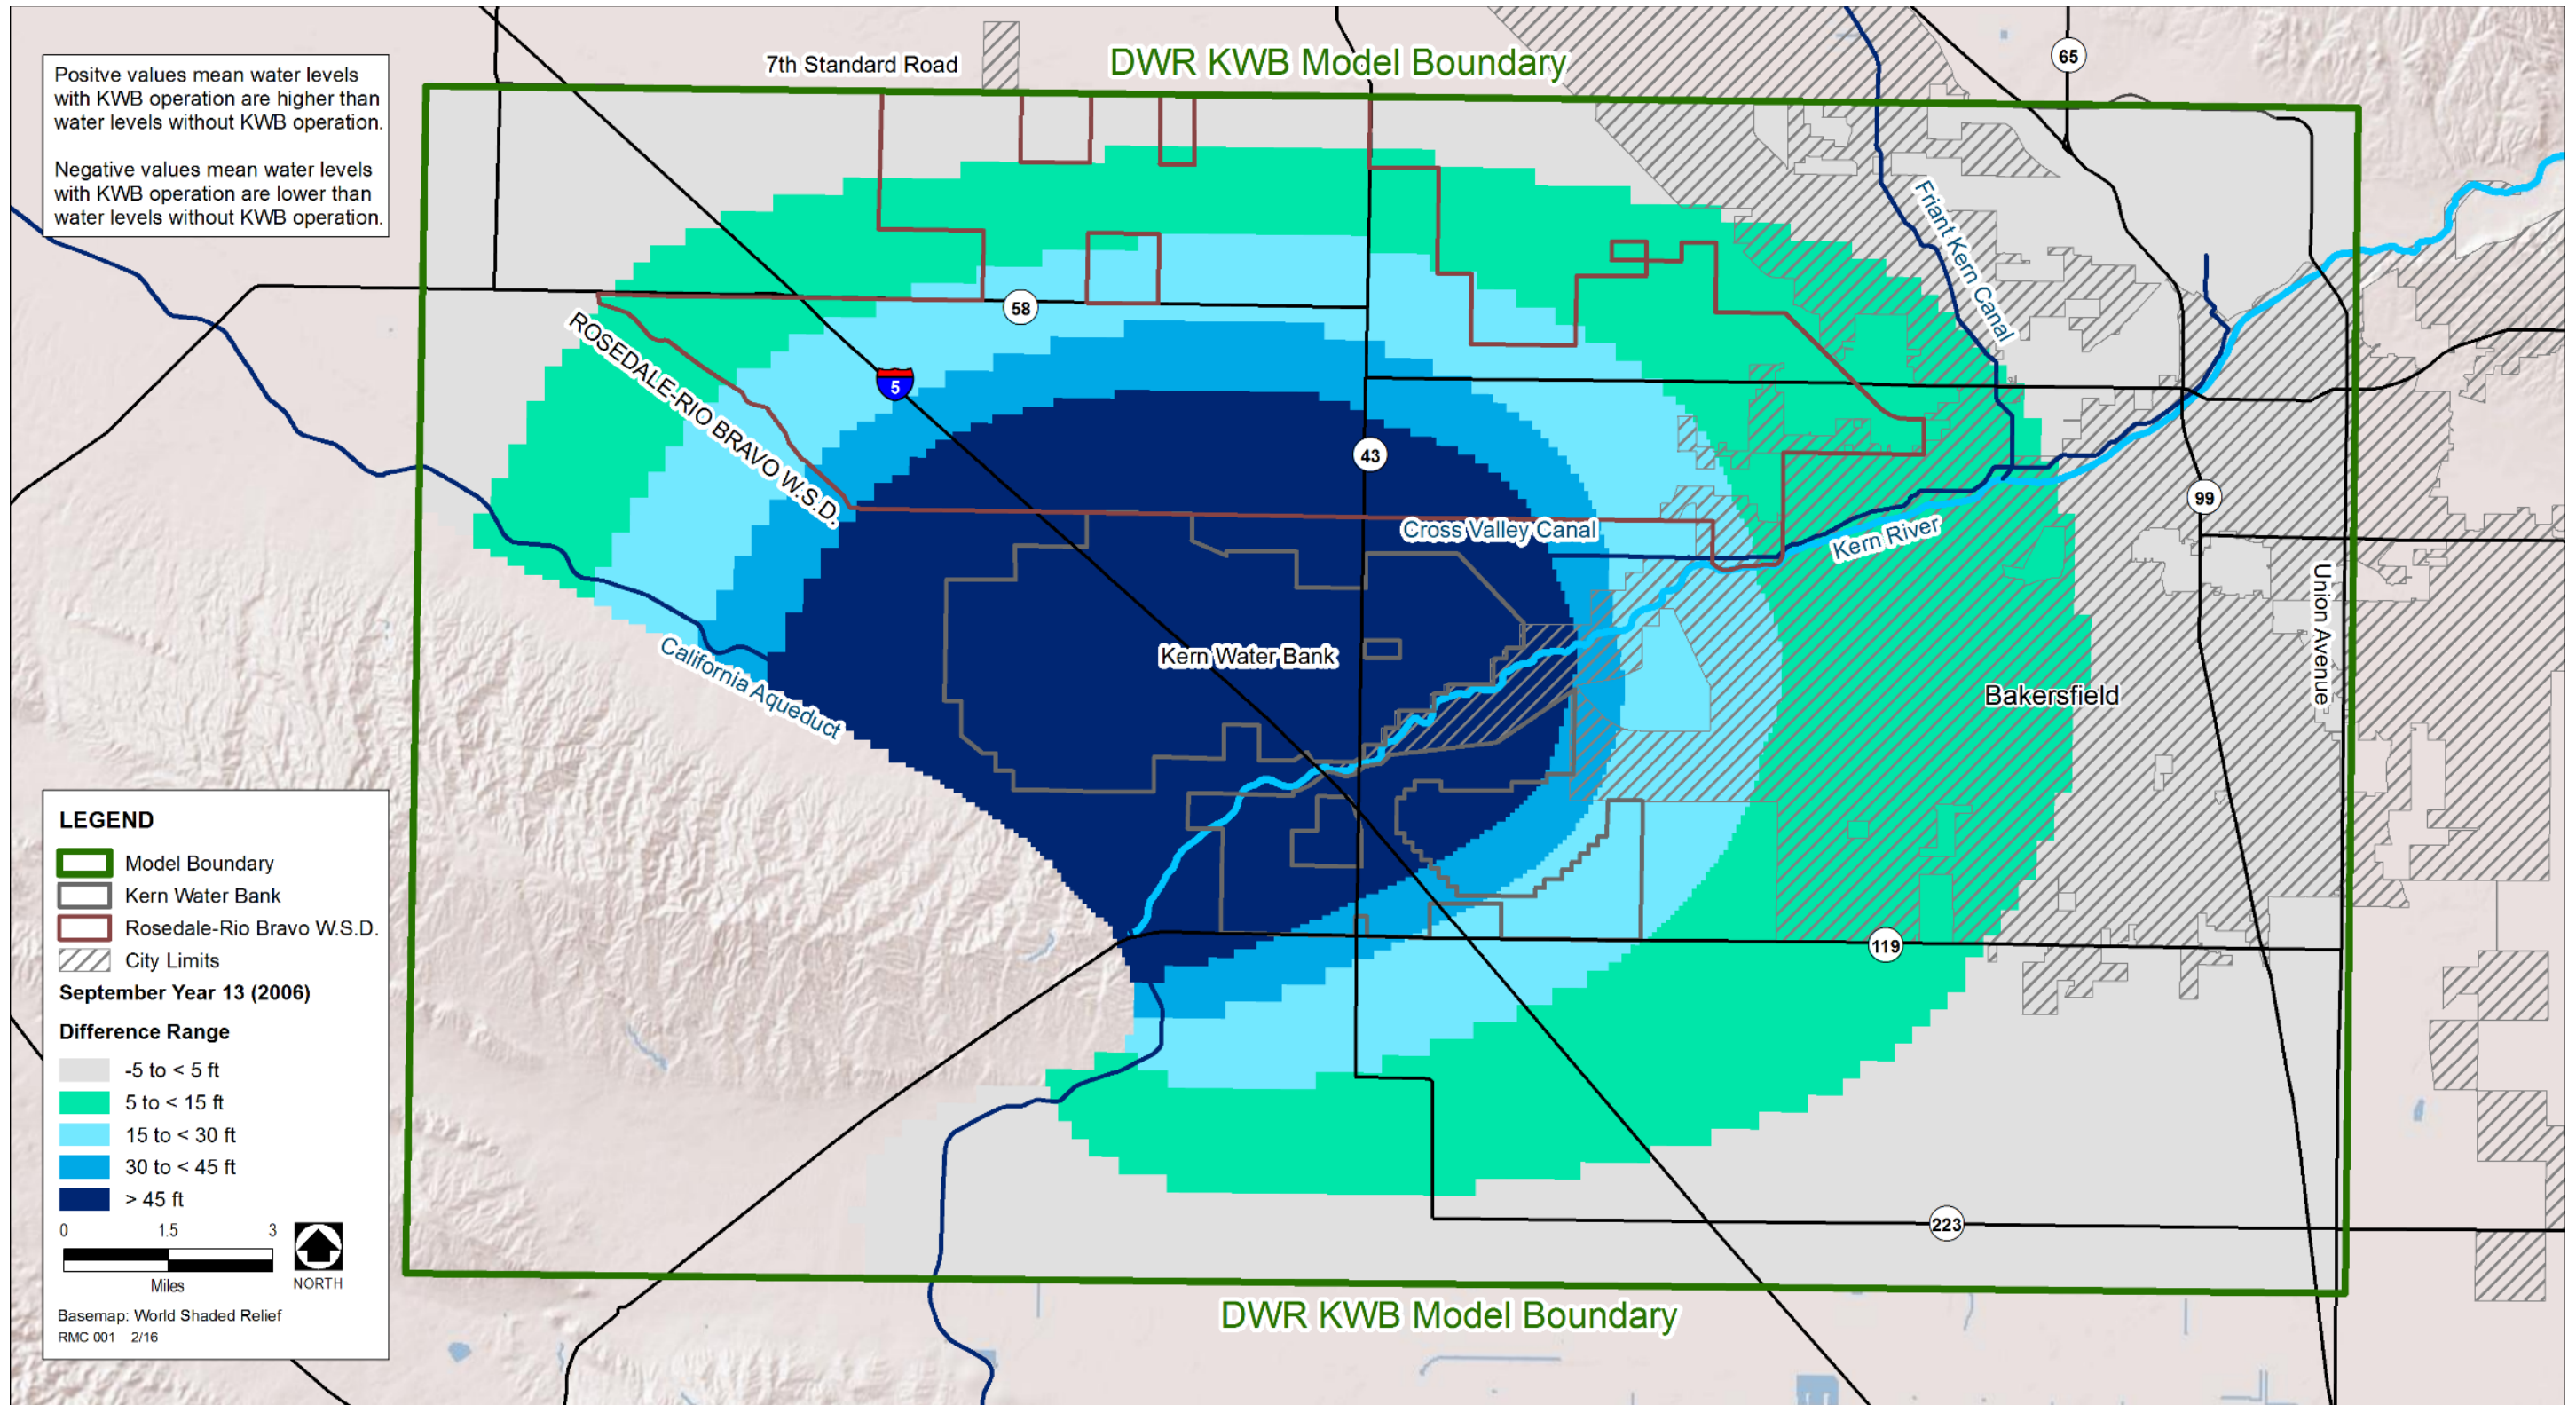 Positve values mean water levels
with KWB operation are higher than
water levels without KWB operation.
Negative values mean water levels
with KWB operation are lower than
water levels without KWB operation.
7th Standard Road
DWR KWB Model Boundary
65
Friant Kern Canal
58
ROSEDALE-RIO BRAVO W.S.D.
5
43
99
Cross Valley Canal
Kern River
Union Avenue
Kern Water Bank
California Aqueduct
Bakersfield
119
223
DWR KWB Model Boundary
LEGEND
Model Boundary
Kern Water Bank
Rosedale-Rio Bravo W.S.D.
City Limits
September Year 13 (2006)
Difference Range
-5 to < 5 ft
5 to < 15 ft
15 to < 30 ft
30 to < 45 ft
> 45 ft
0 1.5 3
Miles
NORTH
Basemap: World Shaded Relief
RMC 001 2/16